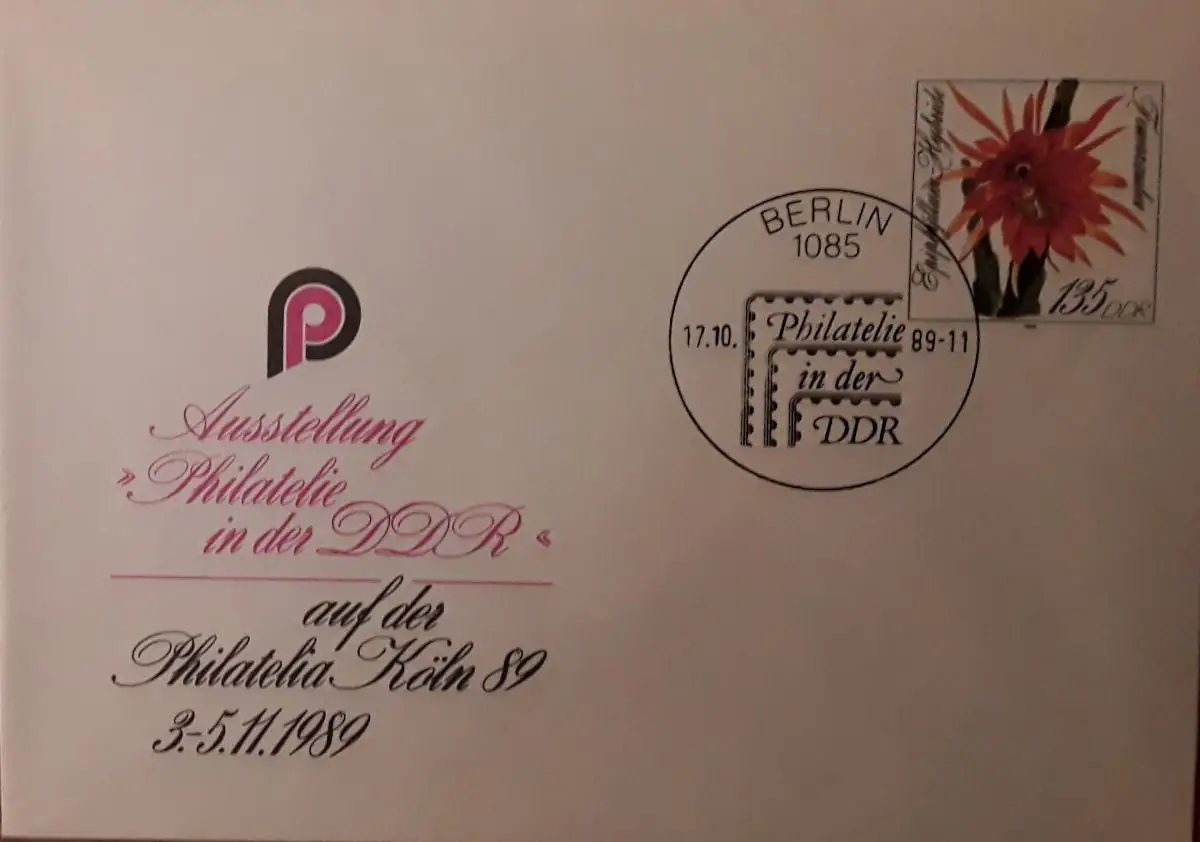 Ausstellung
»Philatelie
in der DDR«
auf der
Philatelia Köln 89
3.-5.11.1989
BERLIN
1085
17.10. 89-11
Philatelie
in der
DDR
Epiphyllum-Hybride
135 DDR